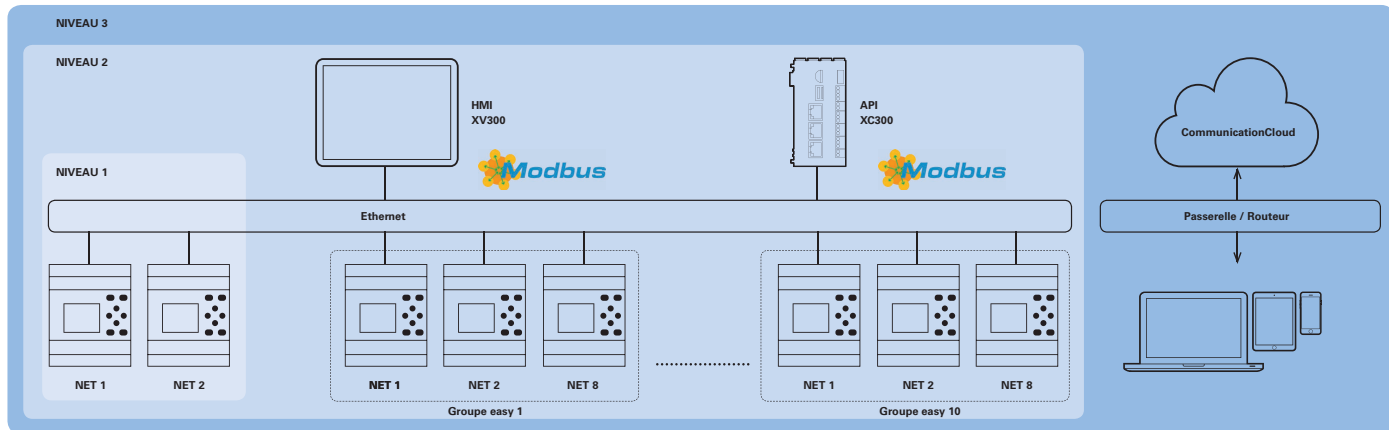 NIVEAU 3
NIVEAU 2
HMI
XV300
API
XC300
CommunicationCloud
Modbus
Modbus
NIVEAU 1
Ethernet
Passerelle / Routeur
NET 1
NET 2
NET 1
NET 2
NET 8
NET 1
NET 2
NET 8
Groupe easy 1
Groupe easy 10